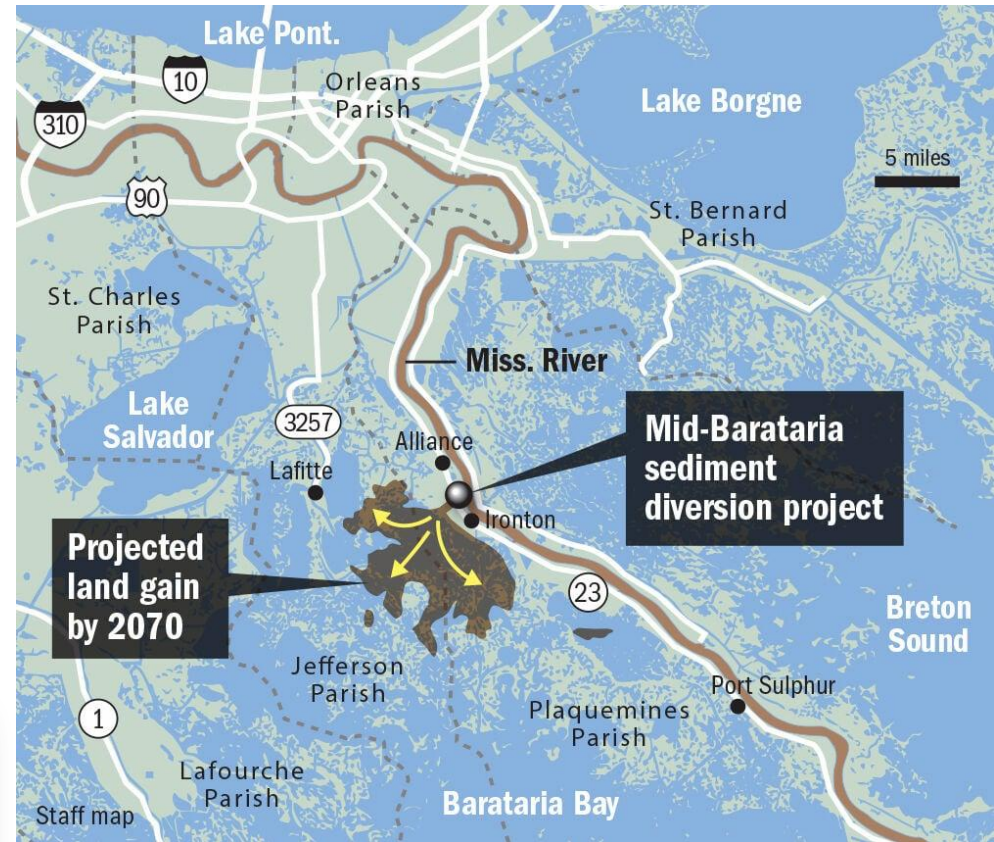 Lake Pont.
10
Orleans
Parish
310
Lake Borgne
5 miles
90
St. Bernard
Parish
St. Charles
Parish
Miss. River
Lake
Salvador
3257
Alliance
Lafitte
Mid-Barataria
sediment
diversion project
Ironton
Projected
land gain
by 2070
23
Breton
Sound
Jefferson
Parish
Port Sulphur
Plaquemines
Parish
1
Lafourche
Parish
Barataria Bay
Staff map